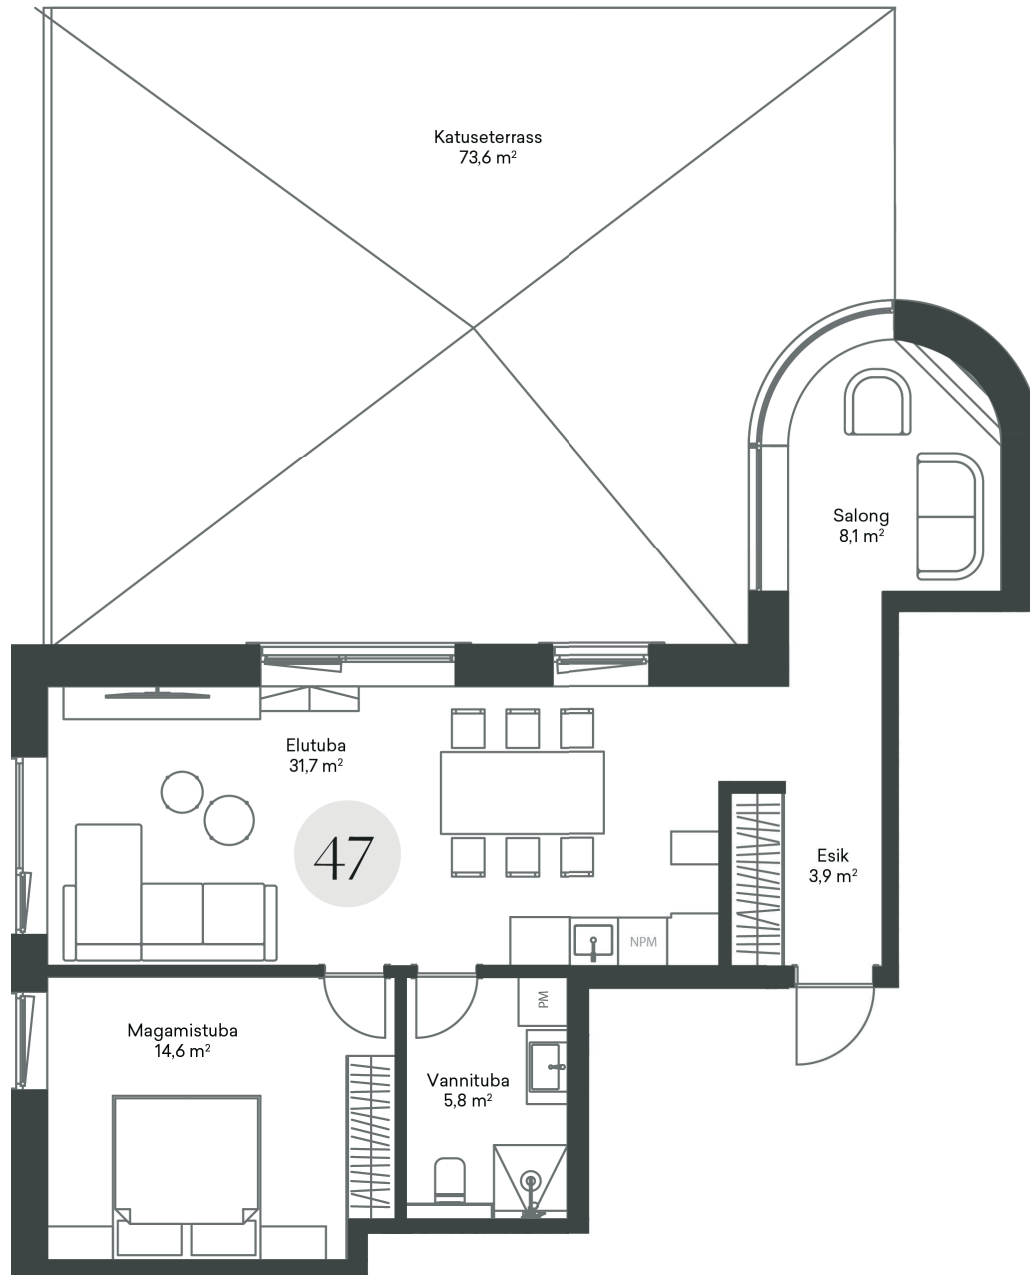 Katuseterrass
73,6 m²
Salong
8,1 m²
Elutuba
31,7 m²
47
Esik
3,9 m²
NPM
Magamistuba
14,6 m²
PM
Vannituba
5,8 m²